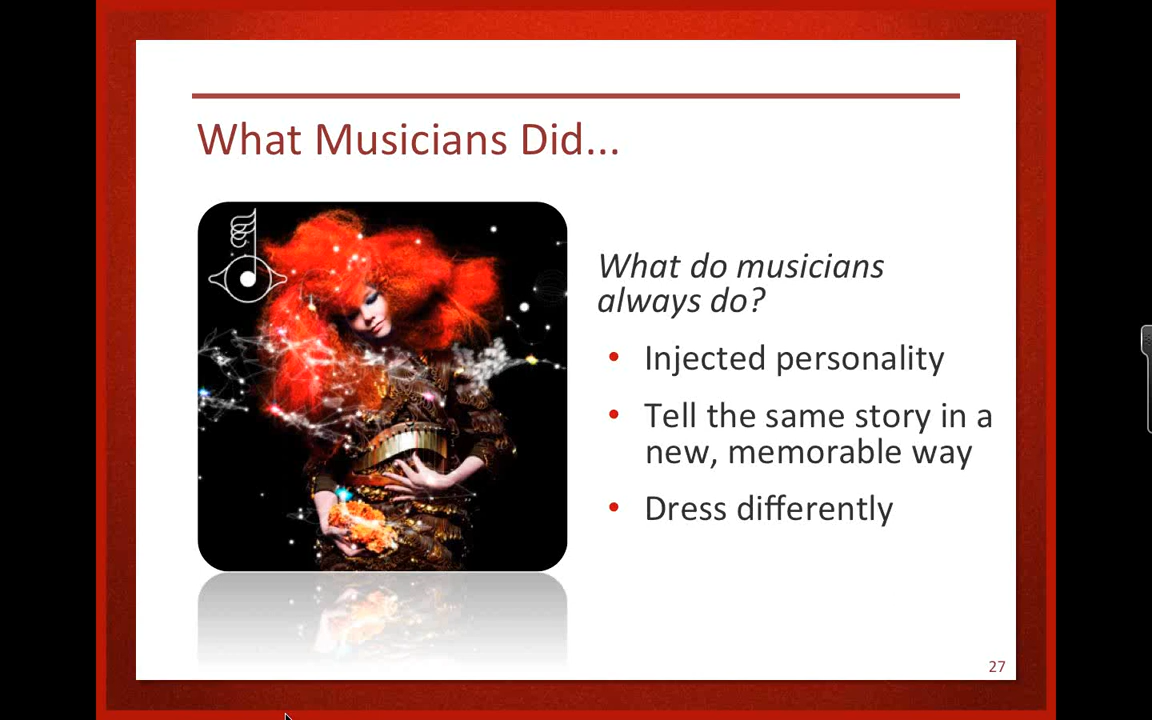 What Musicians Did...
What do musicians
always do?
• Injected personality
• Tell the same story in a
new, memorable way
• Dress differently
27